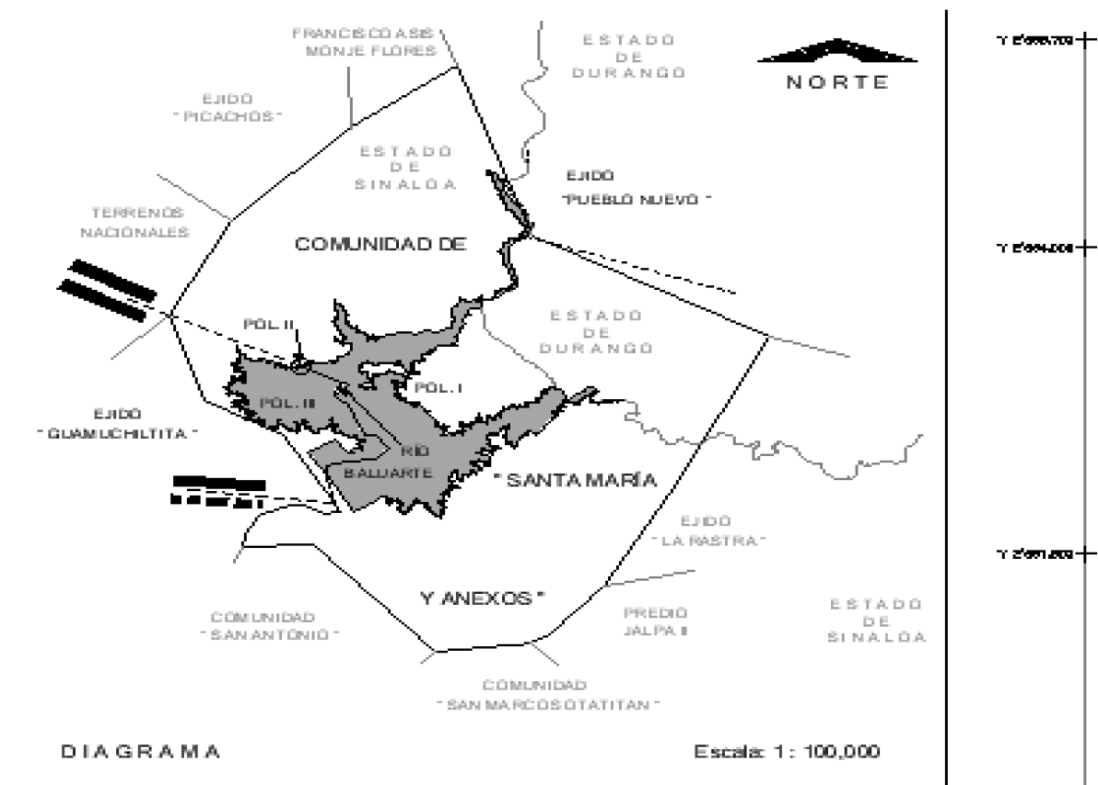 FRANCISCO ASIS
MONJE FLORES
ESTADO
DE
DURANGO
NORTE
EJIDO
"PICACHOS"
ESTADO
DE
SINALOA
EJIDO
"PUEBLO NUEVO"
TERRENOS
NACIONALES
COMUNIDAD DE
POL. II
ESTADO
DE
DURANGO
POL. I
POL. III
EJIDO
"GUAMUCHILTITA"
RÍO
BALUARTE
"SANTA MARÍA
EJIDO
"LA RASTRA"
Y ANEXOS"
COMUNIDAD
"SAN ANTONIO"
PREDIO
JALPA II
ESTADO
DE
SINALOA
COMUNIDAD
"SAN MARCOS OTATITAN"
DIAGRAMA
Escala: 1 : 100,000